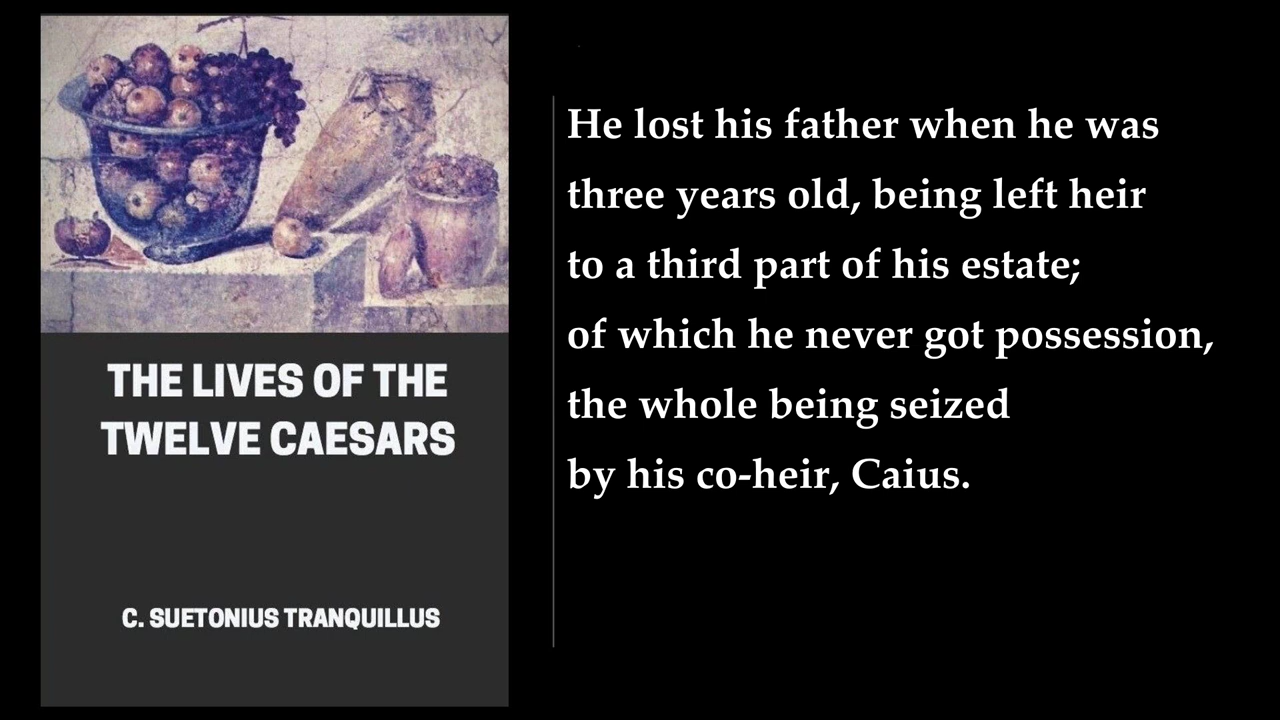 THE LIVES OF THE
TWELVE CAESARS
C. SUETONIUS TRANQUILLUS
He lost his father when he was
three years old, being left heir
to a third part of his estate;
of which he never got possession,
the whole being seized
by his co-heir, Caius.